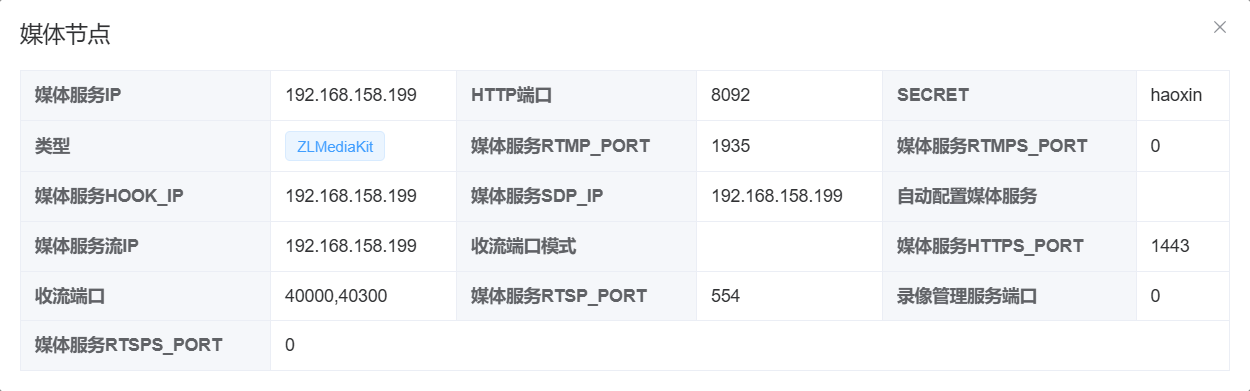 媒体节点
媒体服务IP 192.168.158.199 HTTP端口 8092 SECRET haoxin
类型 ZLMediaKit 媒体服务RTMP_PORT 1935 媒体服务RTMPS_PORT 0
媒体服务HOOK_IP 192.168.158.199 媒体服务SDP_IP 192.168.158.199 自动配置媒体服务
媒体服务流IP 192.168.158.199 收流端口模式 媒体服务HTTPS_PORT 1443
收流端口 40000,40300 媒体服务RTSP_PORT 554 录像管理服务端口 0
媒体服务RTSPS_PORT 0